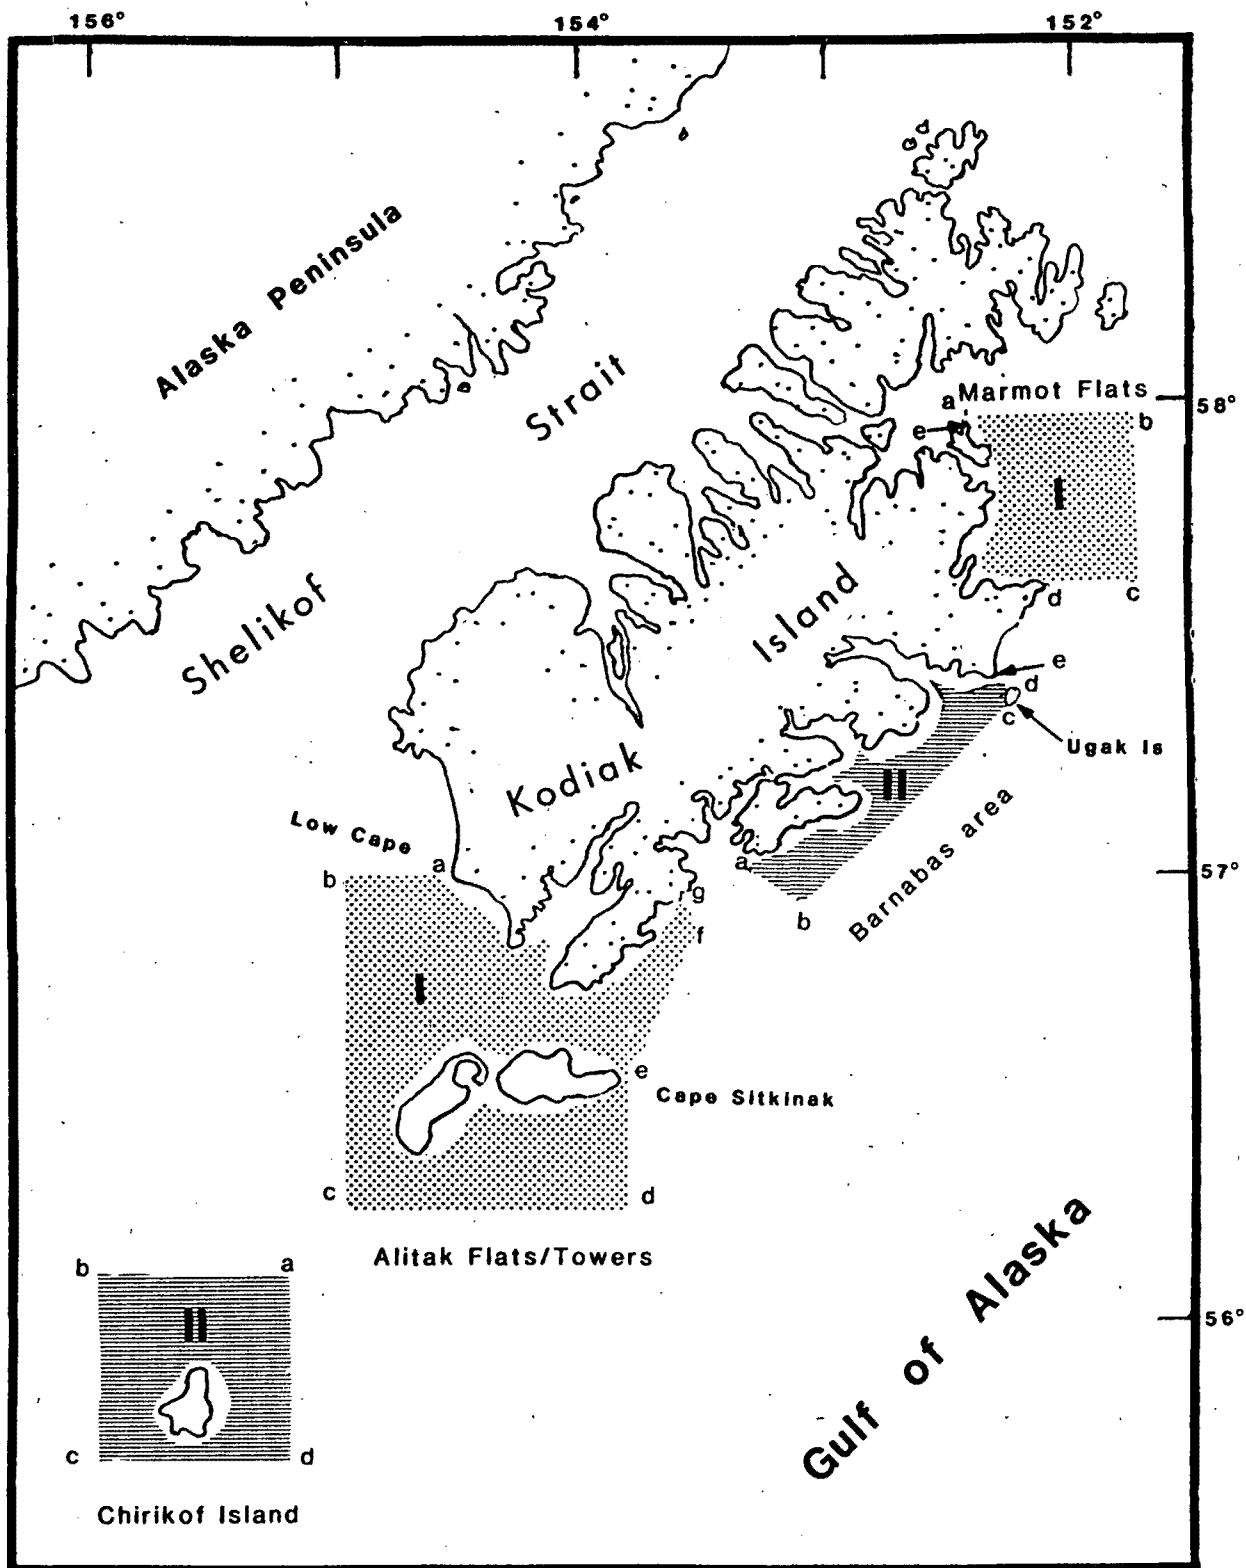 156° 154° 152°
Alaska Peninsula
Shelikof
Strait
Kodiak
Island
Marmot Flats
a
b
e
58°
I
d
c
e
d
c
Ugak Is
II
Barnabas area
a
b
57°
Low Cape
b
a
g
f
I
e
Cape Sitkinak
c
d
Alitak Flats/Towers
b
a
II
c
d
Chirikof Island
56°
Gulf of Alaska